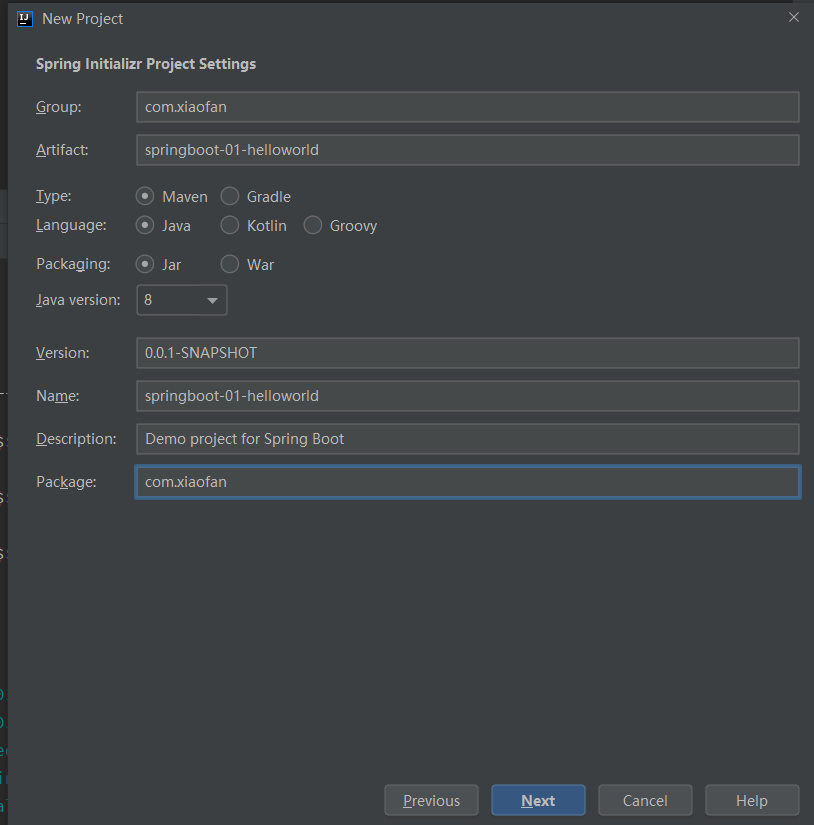 New Project
Spring Initializr Project Settings
Group: com.xiaofan
Artifact: springboot-01-helloworld
Type: Maven Gradle
Language: Java Kotlin Groovy
Packaging: Jar War
Java version: 8
Version: 0.0.1-SNAPSHOT
Name: springboot-01-helloworld
Description: Demo project for Spring Boot
Package: com.xiaofan
Previous Next Cancel Help